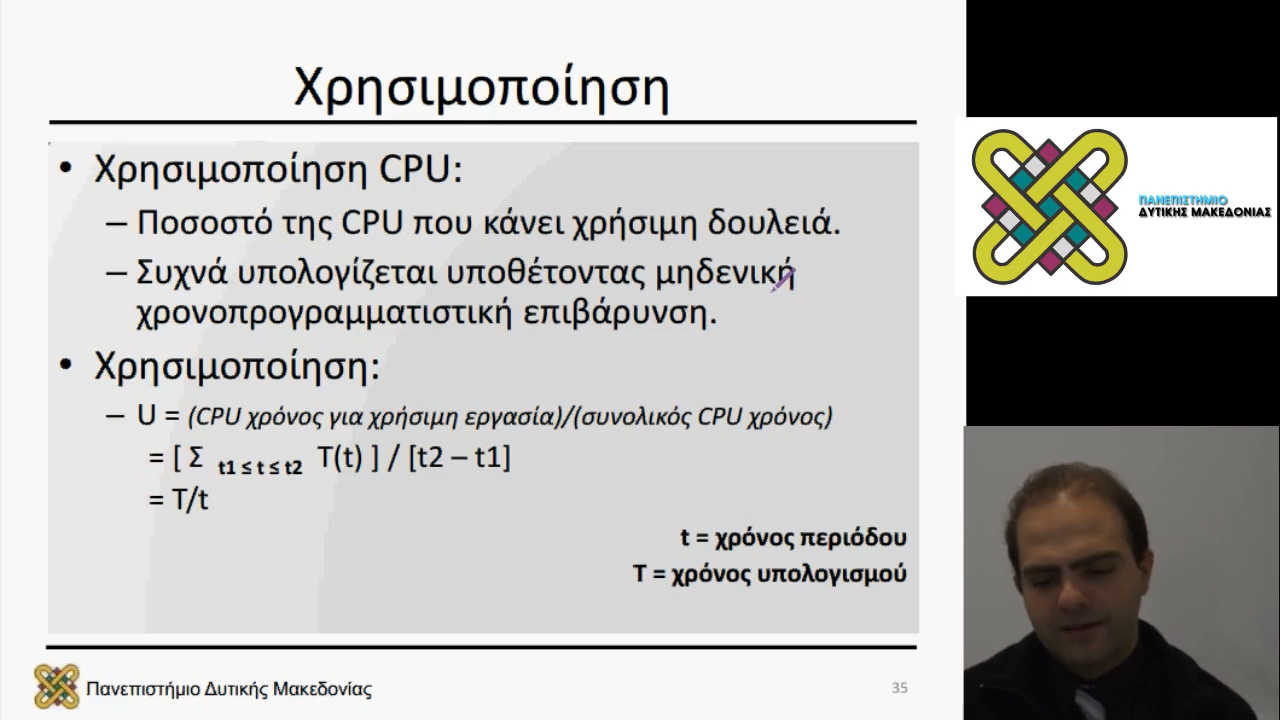 Χρησιμοποίηση
• Χρησιμοποίηση CPU:
– Ποσοστό της CPU που κάνει χρήσιμη δουλειά.
– Συχνά υπολογίζεται υποθέτοντας μηδενική
χρονοπρογραμματιστική επιβάρυνση.
• Χρησιμοποίηση:
– U = (CPU χρόνος για χρήσιμη εργασία)/(συνολικός CPU χρόνος)
= [ Σ t1 ≤ t ≤ t2 T(t) ] / [t2 – t1]
= T/t
t = χρόνος περιόδου
T = χρόνος υπολογισμού
Πανεπιστήμιο Δυτικής Μακεδονίας
35
ΠΑΝΕΠΙΣΤΗΜΙΟ
ΔΥΤΙΚΗΣ ΜΑΚΕΔΟΝΙΑΣ